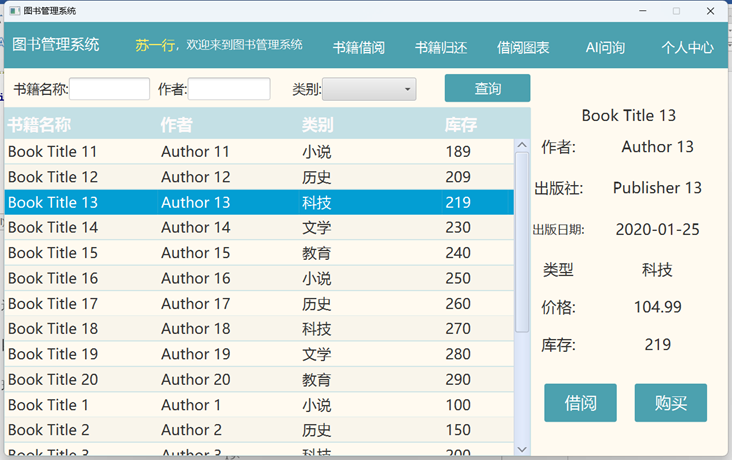 图书管理系统
图书管理系统 苏一行，欢迎来到图书管理系统 书籍借阅 书籍归还 借阅图表 AI问询 个人中心
书籍名称: 作者: 类别: 查询
书籍名称 作者 类别 库存
Book Title 11 Author 11 小说 189
Book Title 12 Author 12 历史 209
Book Title 13 Author 13 科技 219
Book Title 14 Author 14 文学 230
Book Title 15 Author 15 教育 240
Book Title 16 Author 16 小说 250
Book Title 17 Author 17 历史 260
Book Title 18 Author 18 科技 270
Book Title 19 Author 19 文学 280
Book Title 20 Author 20 教育 290
Book Title 1 Author 1 小说 100
Book Title 2 Author 2 历史 150
Book Title 3 Author 3 科技 200
Book Title 13
作者: Author 13
出版社: Publisher 13
出版日期: 2020-01-25
类型 科技
价格: 104.99
库存: 219
借阅 购买